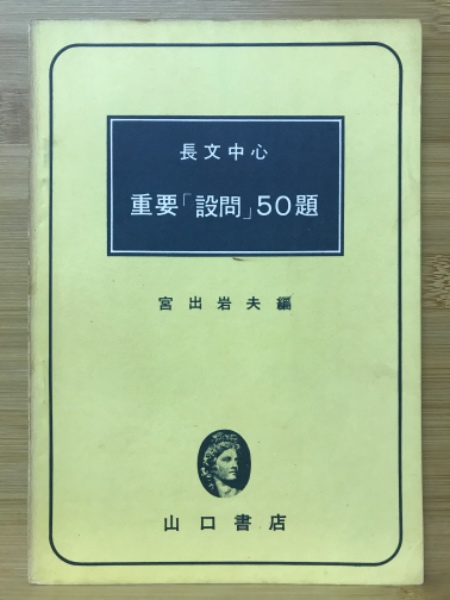 長文中心
重要「設問」50題
宮出岩夫編
山口書店